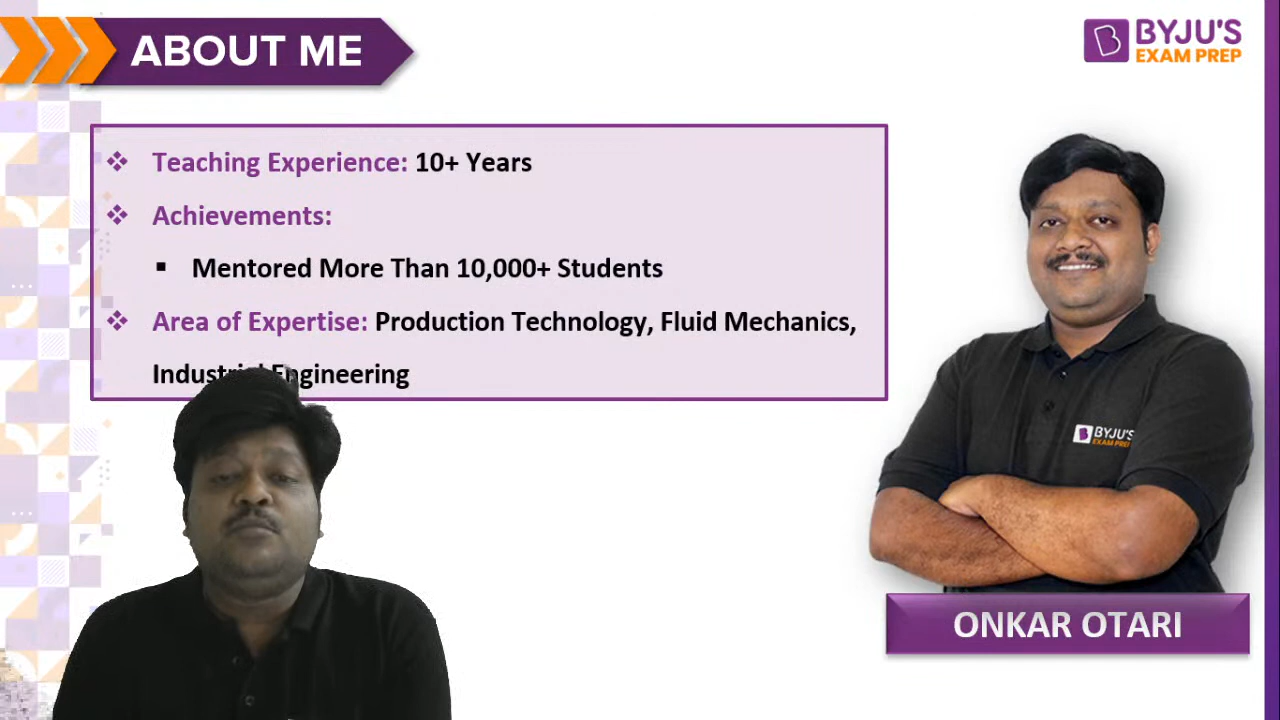 ABOUT ME
BYJU'S
EXAM PREP
Teaching Experience: 10+ Years
Achievements:
Mentored More Than 10,000+ Students
Area of Expertise: Production Technology, Fluid Mechanics,
Industrial Engineering
BYJU'S
EXAM PREP
ONKAR OTARI